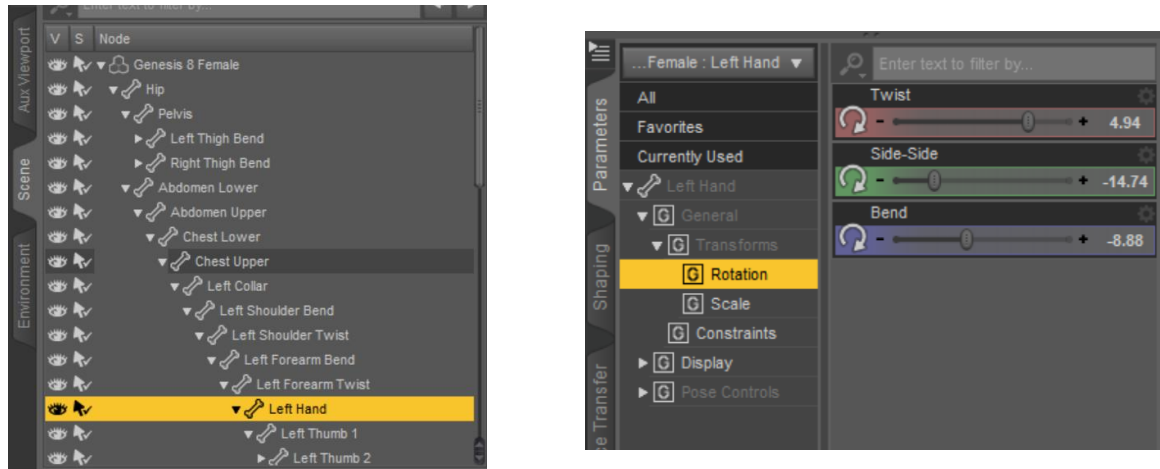 Enter text to filter by...
Aux Viewport
Scene
Environment
V S Node
Genesis 8 Female
Hip
Pelvis
Left Thigh Bend
Right Thigh Bend
Abdomen Lower
Abdomen Upper
Chest Lower
Chest Upper
Left Collar
Left Shoulder Bend
Left Shoulder Twist
Left Forearm Bend
Left Forearm Twist
Left Hand
Left Thumb 1
Left Thumb 2
Parameters
Shaping
ce Transfer
...Female : Left Hand
All
Favorites
Currently Used
Left Hand
G General
G Transforms
G Rotation
G Scale
G Constraints
G Display
G Pose Controls
Enter text to filter by...
Twist
- + 4.94
Side-Side
- + -14.74
Bend
- + -8.88